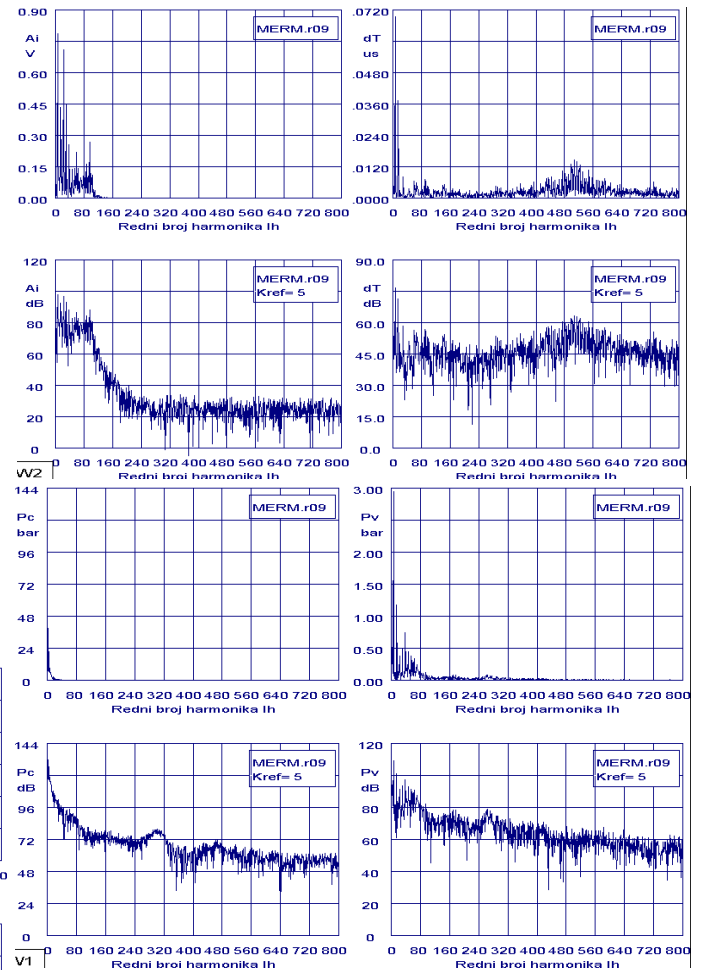 0.90
Ai
V
0.60
0.45
0.30
0.15
0.00
MERM.r09
0 80 160 240 320 400 480 560 640 720 800
Redni broj harmonika Ih
.0720
dT
us
.0480
.0360
.0240
.0120
.0000
MERM.r09
0 80 160 240 320 400 480 560 640 720 800
Redni broj harmonika Ih
120
Ai
dB
80
60
40
20
0
MERM.r09
Kref= 5
0 80 160 240 320 400 480 560 640 720 800
Redni broj harmonika Ih
90.0
dT
dB
60.0
45.0
30.0
15.0
0.0
MERM.r09
Kref= 5
0 80 160 240 320 400 480 560 640 720 800
Redni broj harmonika Ih
W2
144
Pc
bar
96
72
48
24
0
MERM.r09
0 80 160 240 320 400 480 560 640 720 800
Redni broj harmonika Ih
3.00
Pv
bar
2.00
1.50
1.00
0.50
0.00
MERM.r09
0 80 160 240 320 400 480 560 640 720 800
Redni broj harmonika Ih
144
Pc
dB
96
72
48
24
0
MERM.r09
Kref= 5
0 80 160 240 320 400 480 560 640 720 800
Redni broj harmonika Ih
120
Pv
dB
80
60
40
20
0
MERM.r09
Kref= 5
0 80 160 240 320 400 480 560 640 720 800
Redni broj harmonika Ih
0
V1